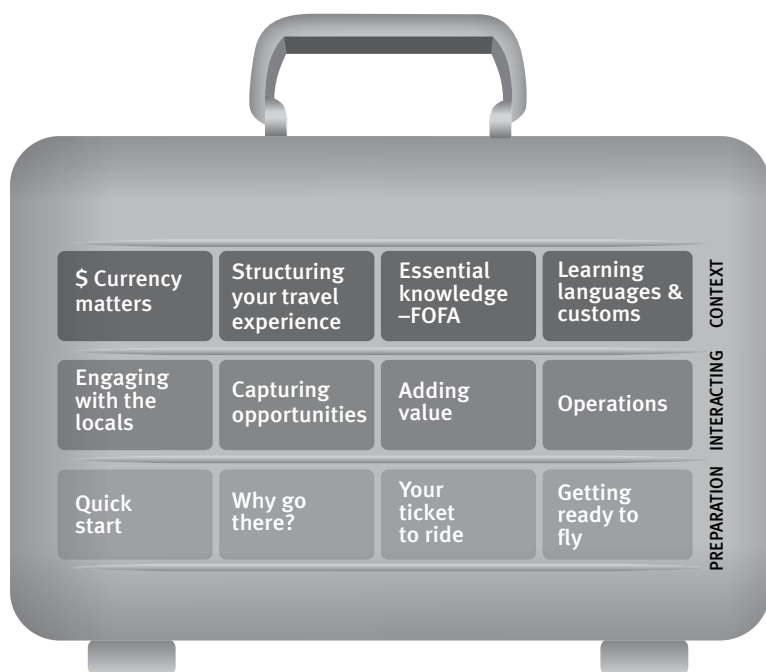 $ Currency
matters
Structuring
your travel
experience
Essential
knowledge
–FOFA
Learning
languages &
customs
CONTEXT
Engaging
with the
locals
Capturing
opportunities
Adding
value
Operations
INTERACTING
Quick
start
Why go
there?
Your
ticket
to ride
Getting
ready to
fly
PREPARATION